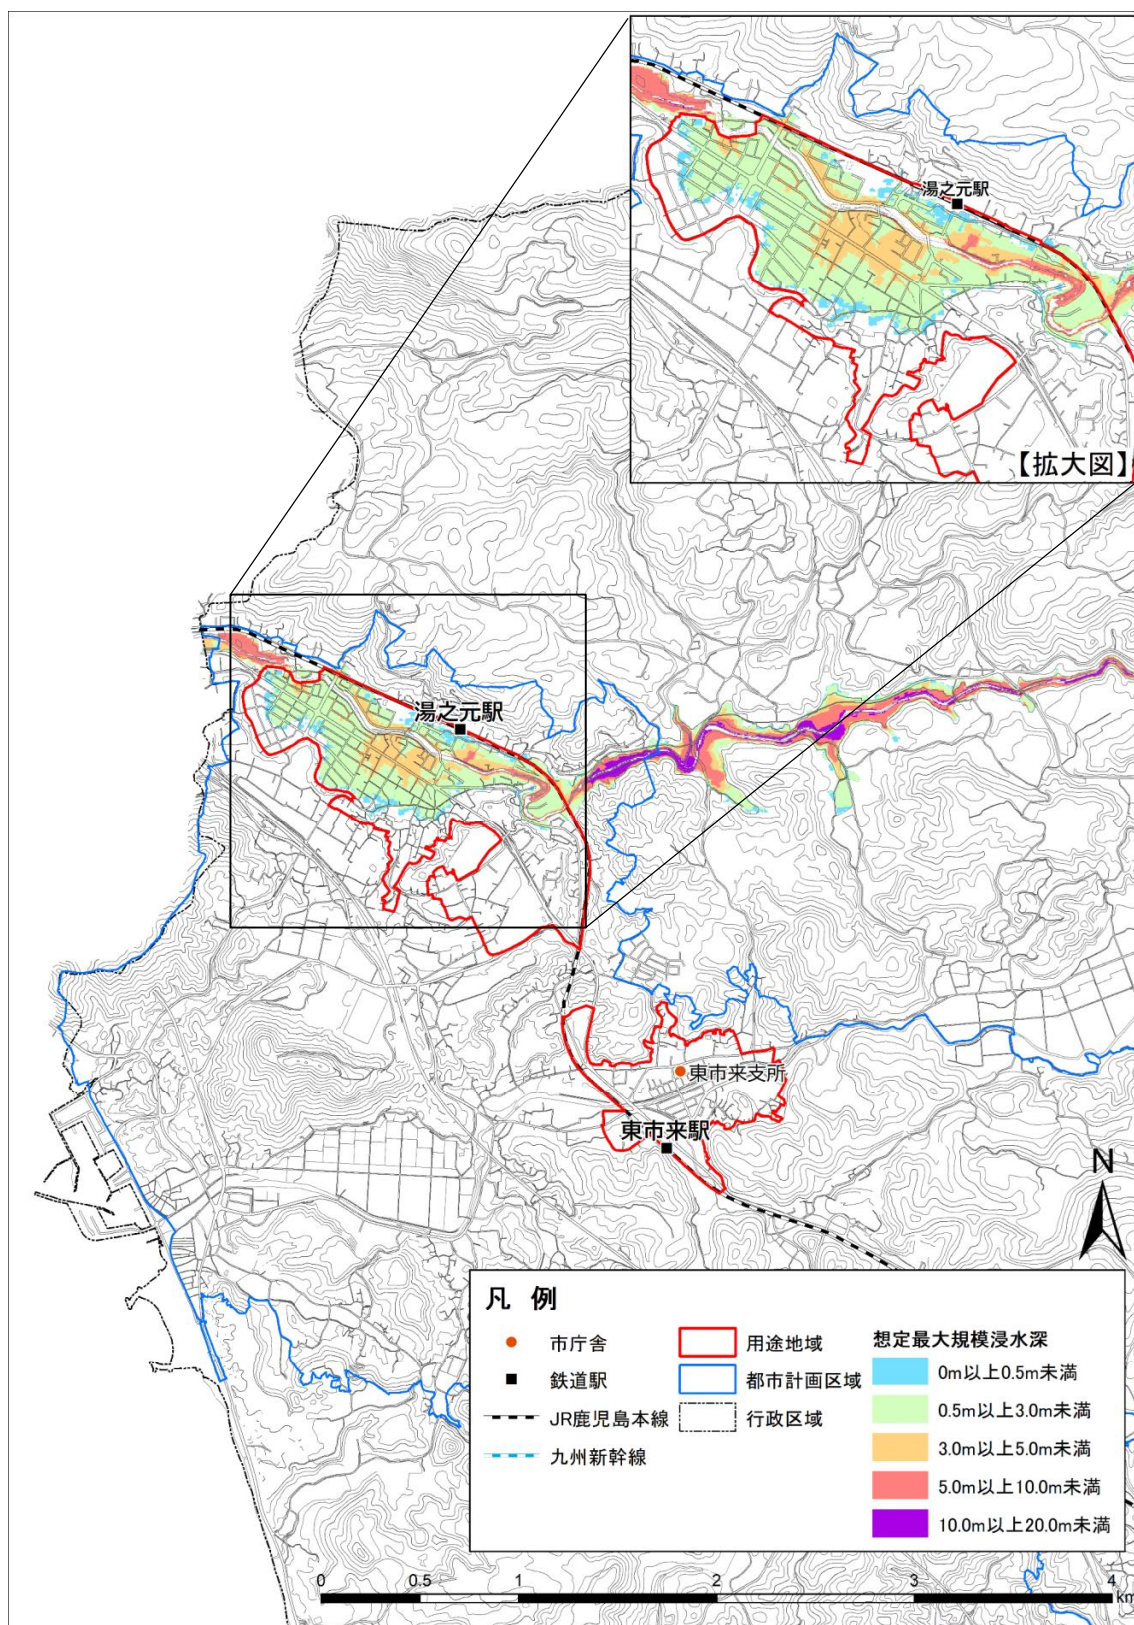 湯之元駅
【拡大図】
湯之元駅
東市来支所
東市来駅
N
凡 例
市庁舎
鉄道駅
JR鹿児島本線
九州新幹線
用途地域
都市計画区域
行政区域
想定最大規模浸水深
0m以上0.5m未満
0.5m以上3.0m未満
3.0m以上5.0m未満
5.0m以上10.0m未満
10.0m以上20.0m未満
0 0.5 1 2 3 4
km